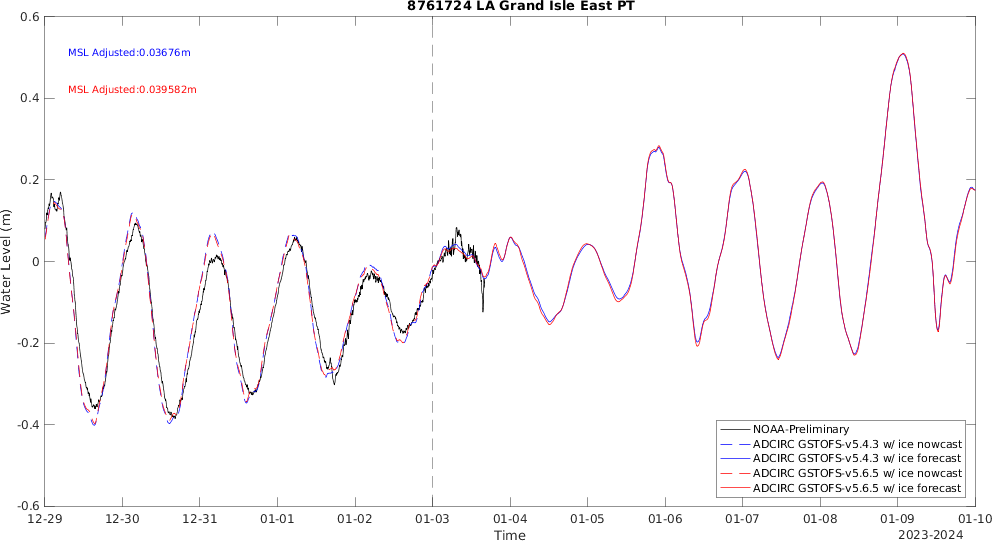 8761724 LA Grand Isle East PT
MSL Adjusted:0.03676m
MSL Adjusted:0.039582m
Water Level (m)
0.6
0.4
0.2
0
-0.2
-0.4
-0.6
NOAA-Preliminary
ADCIRC GSTOFS-v5.4.3 w/ ice nowcast
ADCIRC GSTOFS-v5.4.3 w/ ice forecast
ADCIRC GSTOFS-v5.6.5 w/ ice nowcast
ADCIRC GSTOFS-v5.6.5 w/ ice forecast
12-29 12-30 12-31 01-01 01-02 01-03 01-04 01-05 01-06 01-07 01-08 01-09 01-10
Time
2023-2024